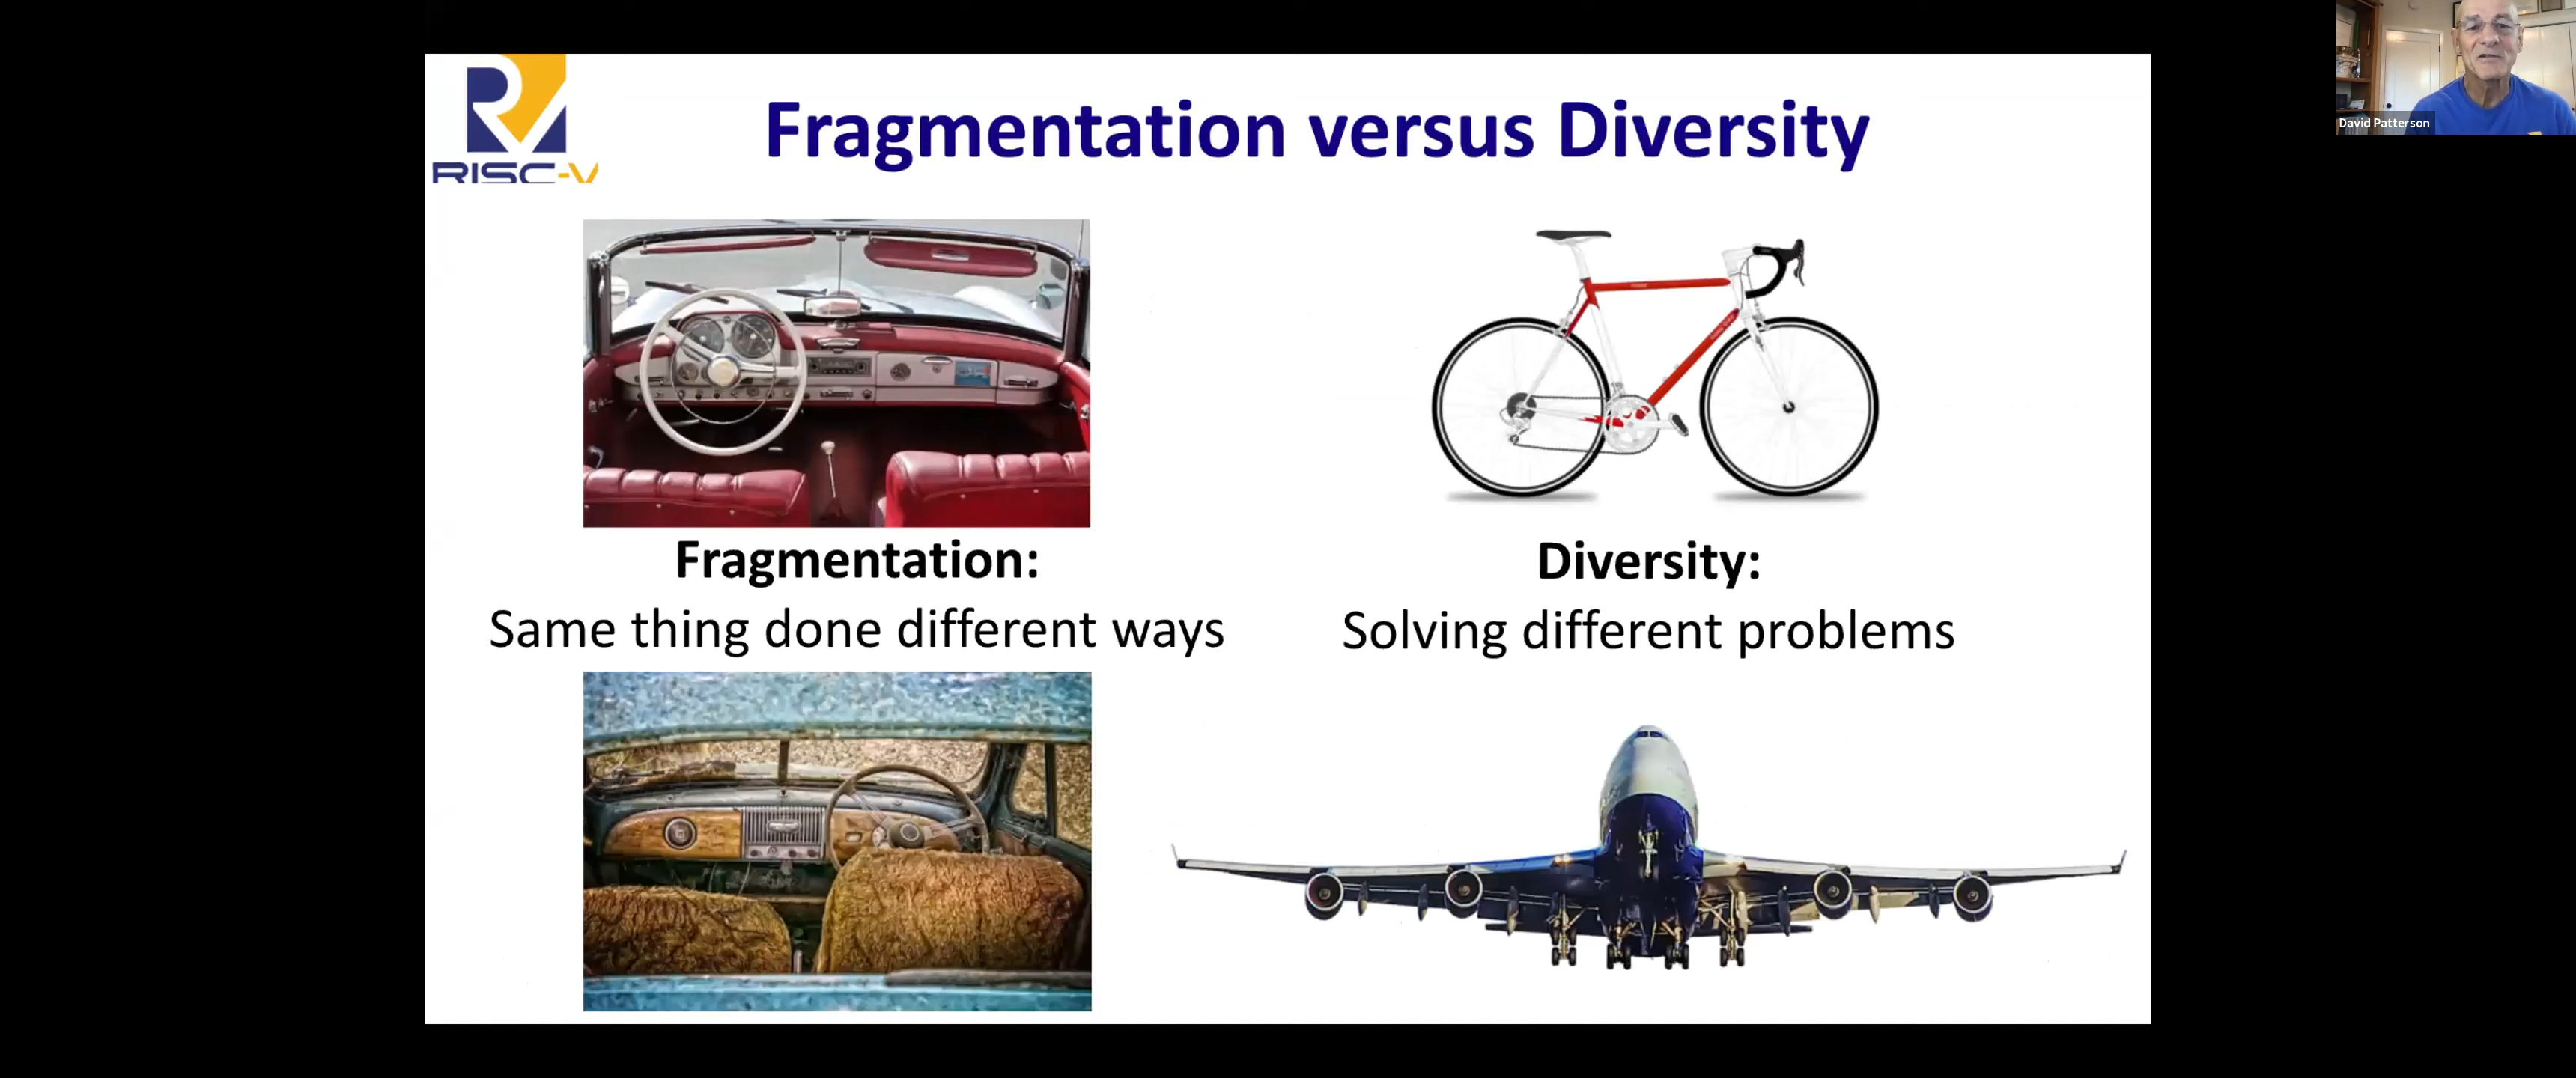 RISC-V
Fragmentation versus Diversity
David Patterson
Fragmentation:
Same thing done different ways
Diversity:
Solving different problems